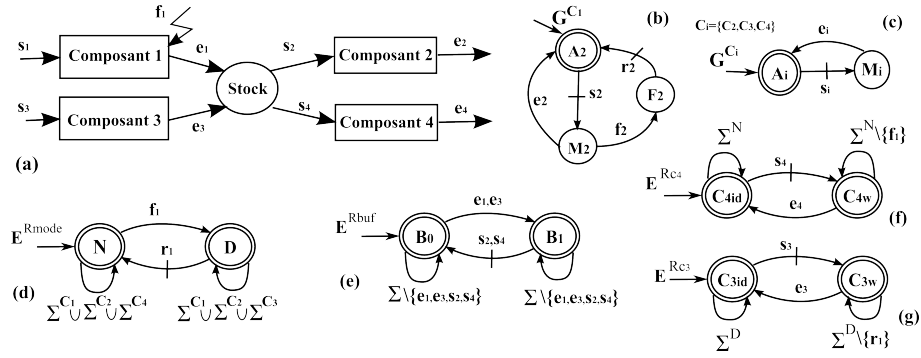 f₁
s₁ Composant 1 e₁ s₂ Composant 2 e₂
Stock
s₃ Composant 3 e₃ s₄ Composant 4 e₄
(a)
G^C₁ (b)
A₂
r₂
e₂ s₂ F₂
M₂ f₂
Cᵢ={C₂,C₃,C₄} (c)
eᵢ
G^Cᵢ Aᵢ Mᵢ
sᵢ
f₁
E^Rmode N D
r₁
(d) Σ^C₁∪Σ^C₂∪Σ^C₄ Σ^C₁∪Σ^C₂∪Σ^C₃
e₁,e₃
E^Rbuf B₀ B₁
s₂,s₄
(e) Σ\{e₁,e₃,s₂,s₄} Σ\{e₁,e₃,s₂,s₄}
Σ^N Σ^N\{f₁}
s₄
E^Rc₄ C4id C4w
e₄ (f)
s₃
E^Rc₃ C3id C3w
e₃
Σ^D Σ^D\{r₁} (g)